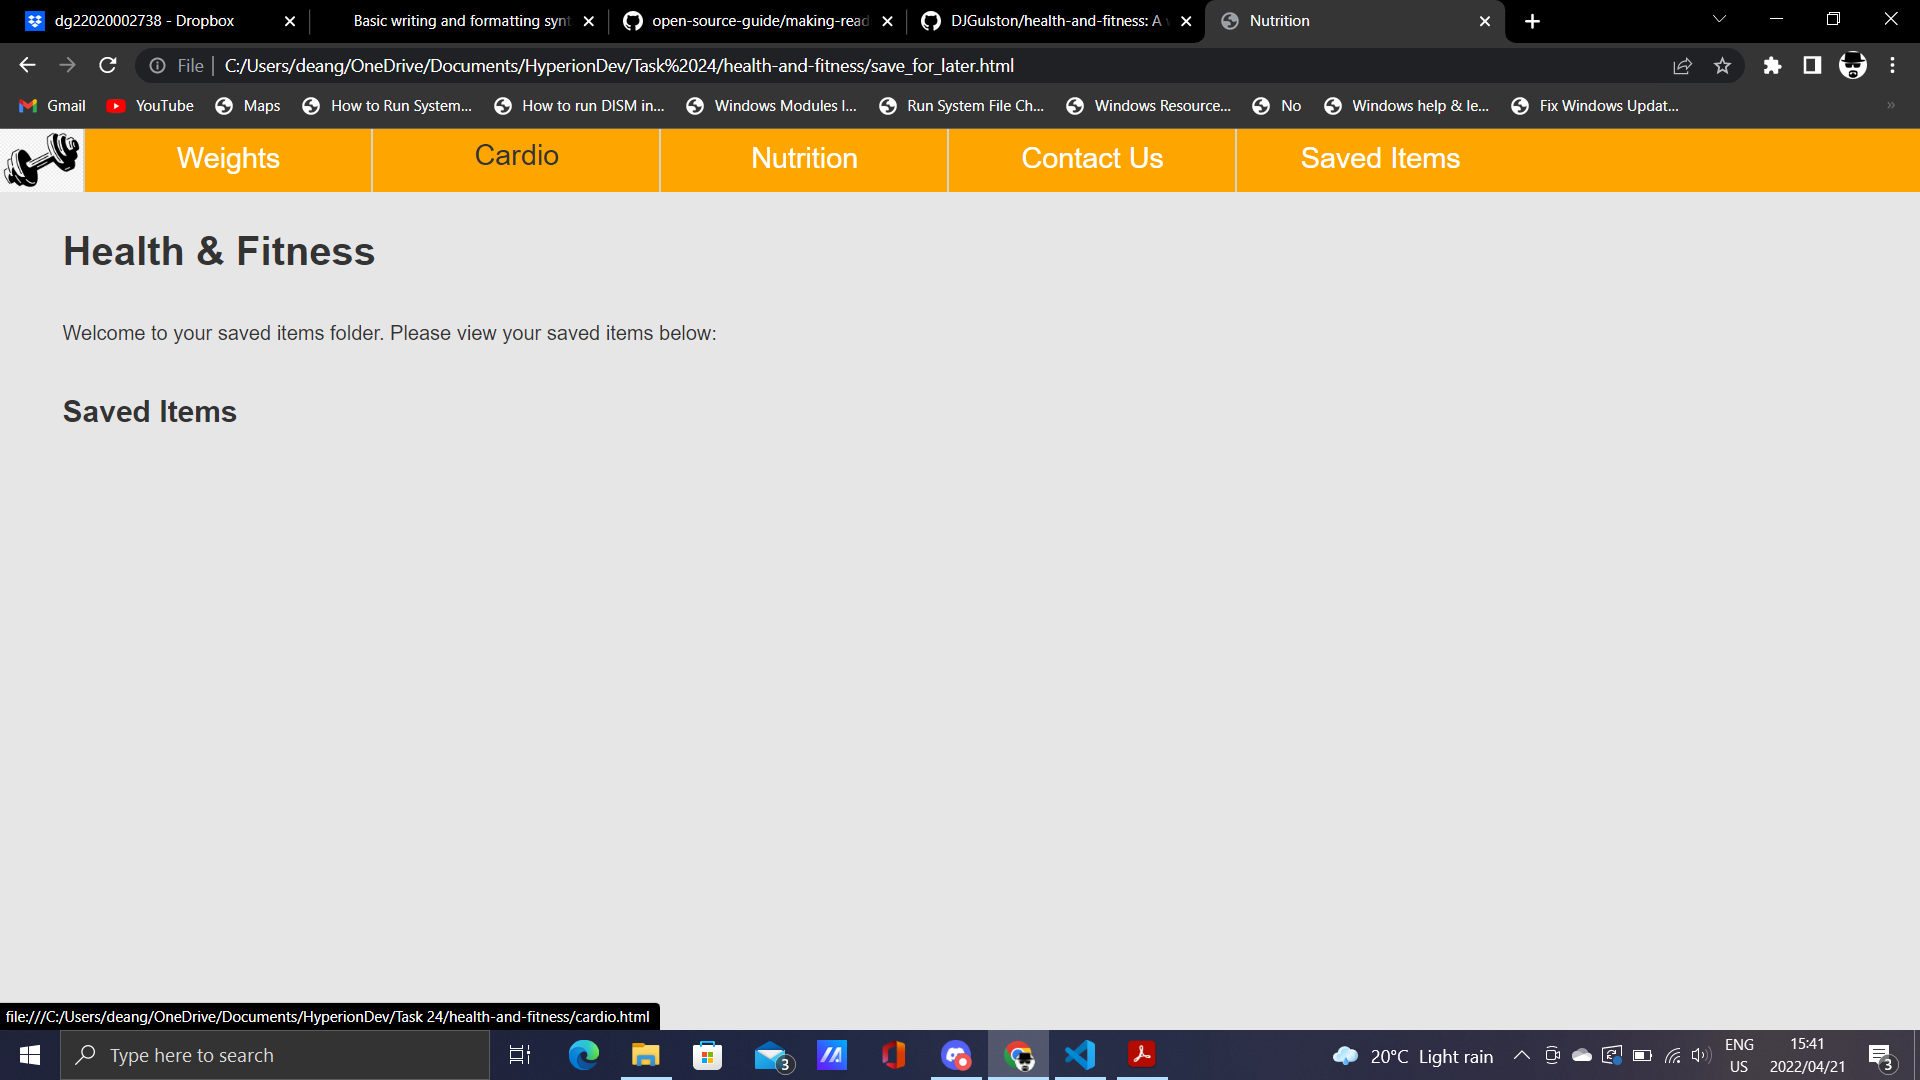 dg22020002738 - Dropbox
Basic writing and formatting synt
open-source-guide/making-read
DJGulston/health-and-fitness: A
Nutrition
File | C:/Users/deang/OneDrive/Documents/HyperionDev/Task%2024/health-and-fitness/save_for_later.html
Gmail YouTube Maps How to Run System... How to run DISM in... Windows Modules I... Run System File Ch... Windows Resource... No Windows help & le... Fix Windows Updat... »
Weights Cardio Nutrition Contact Us Saved Items
Health & Fitness
Welcome to your saved items folder. Please view your saved items below:
Saved Items
file:///C:/Users/deang/OneDrive/Documents/HyperionDev/Task 24/health-and-fitness/cardio.html
Type here to search
3
20°C Light rain
ENG
US
15:41
2022/04/21
3